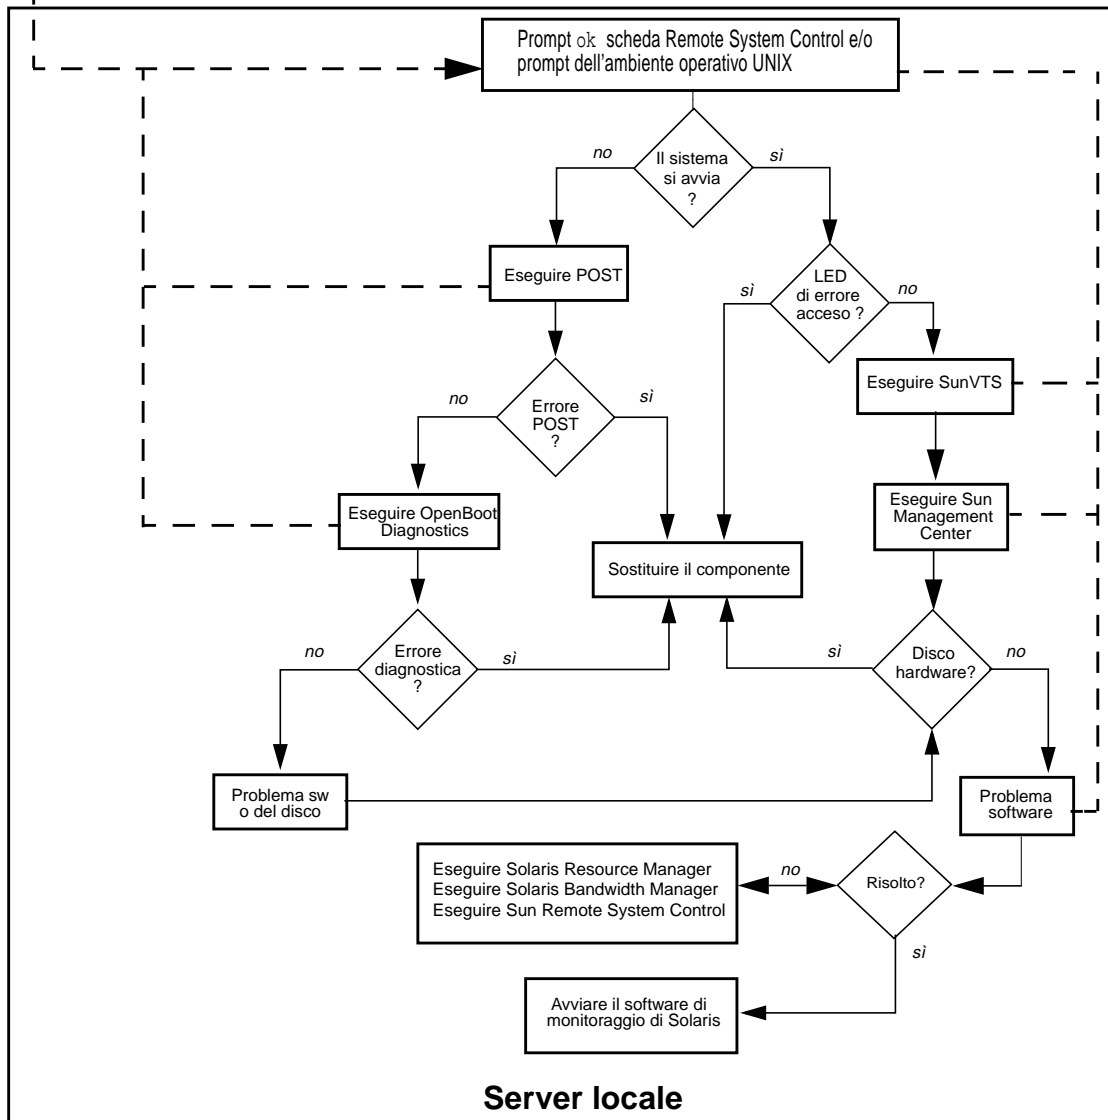 Prompt ok scheda Remote System Control e/o
prompt dell'ambiente operativo UNIX
no
Il sistema
si avvia
?
sì
Eseguire POST
sì
LED
di errore
acceso ?
no
Eseguire SunVTS
no
Errore
POST
?
sì
Eseguire OpenBoot
Diagnostics
Eseguire Sun
Management
Center
Sostituire il componente
no
Errore
diagnostica
?
sì
sì
Disco
hardware?
no
Problema sw
o del disco
Problema
software
Eseguire Solaris Resource Manager
Eseguire Solaris Bandwidth Manager
Eseguire Sun Remote System Control
no
Risolto?
sì
Avviare il software di
monitoraggio di Solaris
Server locale